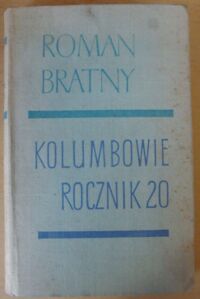 ROMAN
BRATNY
KOLUMBOWIE
ROCZNIK 20